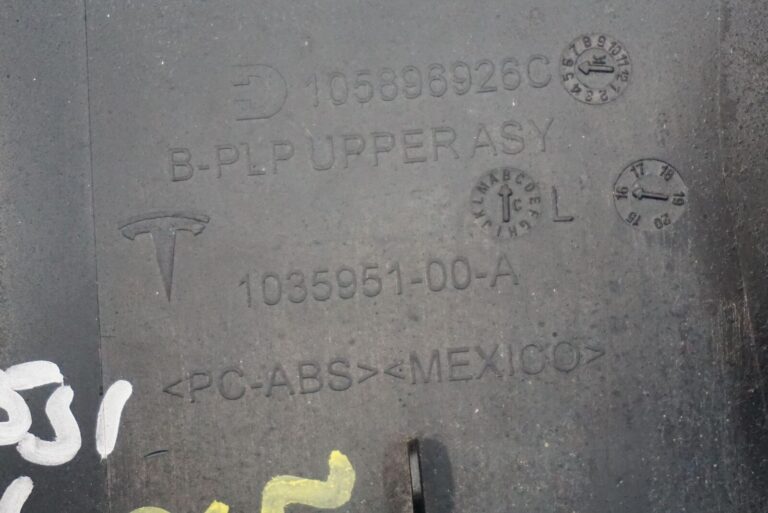 105896926C
B-PLP UPPER ASY
L
1035951-00-A
<PC-ABS><MEXICO>